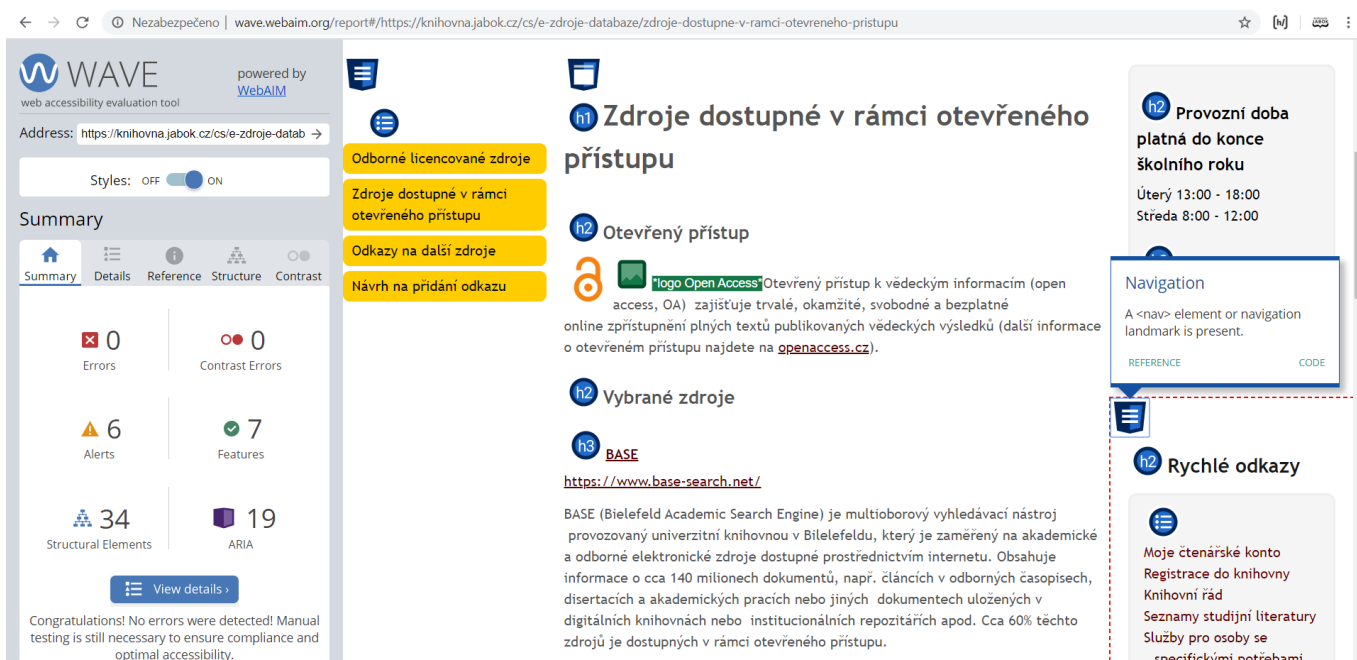 Nezabezpečeno | wave.webaim.org/report#/https://knihovna.jabok.cz/cs/e-zdroje-databaze/zdroje-dostupne-v-ramci-otevreneho-pristupu
WAVE
web accessibility evaluation tool
powered by
WebAIM
Address: https://knihovna.jabok.cz/cs/e-zdroje-datab
Styles: OFF ON
Summary
Summary Details Reference Structure Contrast
0
Errors
0
Contrast Errors
6
Alerts
7
Features
34
Structural Elements
19
ARIA
View details ›
Congratulations! No errors were detected! Manual
testing is still necessary to ensure compliance and
optimal accessibility.
Odborné licencované zdroje
Zdroje dostupné v rámci
otevřeného přístupu
Odkazy na další zdroje
Návrh na přidání odkazu
h1 Zdroje dostupné v rámci otevřeného
přístupu
h2 Otevřený přístup
*logo Open Access*Otevřený přístup k vědeckým informacím (open
access, OA) zajišťuje trvalé, okamžité, svobodné a bezplatné
online zpřístupnění plných textů publikovaných vědeckých výsledků (další informace
o otevřeném přístupu najdete na openaccess.cz).
h2 Vybrané zdroje
h3 BASE
https://www.base-search.net/
BASE (Bielefeld Academic Search Engine) je multioborový vyhledávací nástroj
provozovaný univerzitní knihovnou v Bilelefeldu, který je zaměřený na akademické
a odborné elektronické zdroje dostupné prostřednictvím internetu. Obsahuje
informace o cca 140 milionech dokumentů, např. článcích v odborných časopisech,
disertacích a akademických pracích nebo jiných dokumentech uložených v
digitálních knihovnách nebo institucionálních repozitářích apod. Cca 60% těchto
zdrojů je dostupných v rámci otevřeného přístupu.
h2 Provozní doba
platná do konce
školního roku
Úterý 13:00 - 18:00
Středa 8:00 - 12:00
Navigation
A <nav> element or navigation
landmark is present.
REFERENCE CODE
h2 Rychlé odkazy
Moje čtenářské konto
Registrace do knihovny
Knihovní řád
Seznamy studijní literatury
Služby pro osoby se
specifickými potřebami